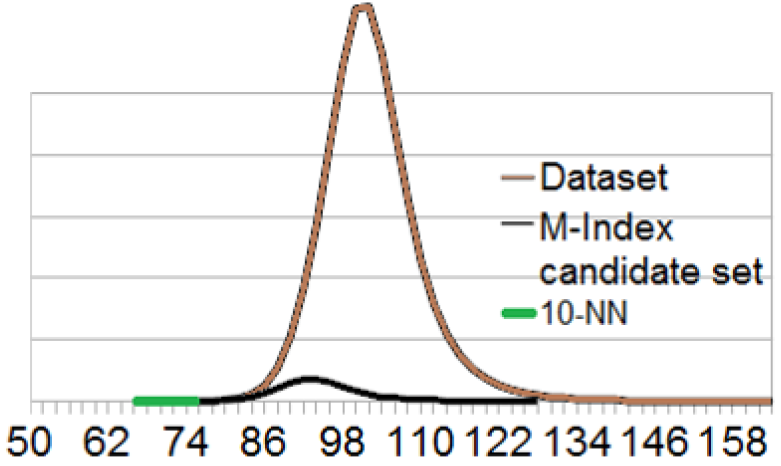 Dataset
M-Index
candidate set
10-NN
50 62 74 86 98 110 122 134 146 158